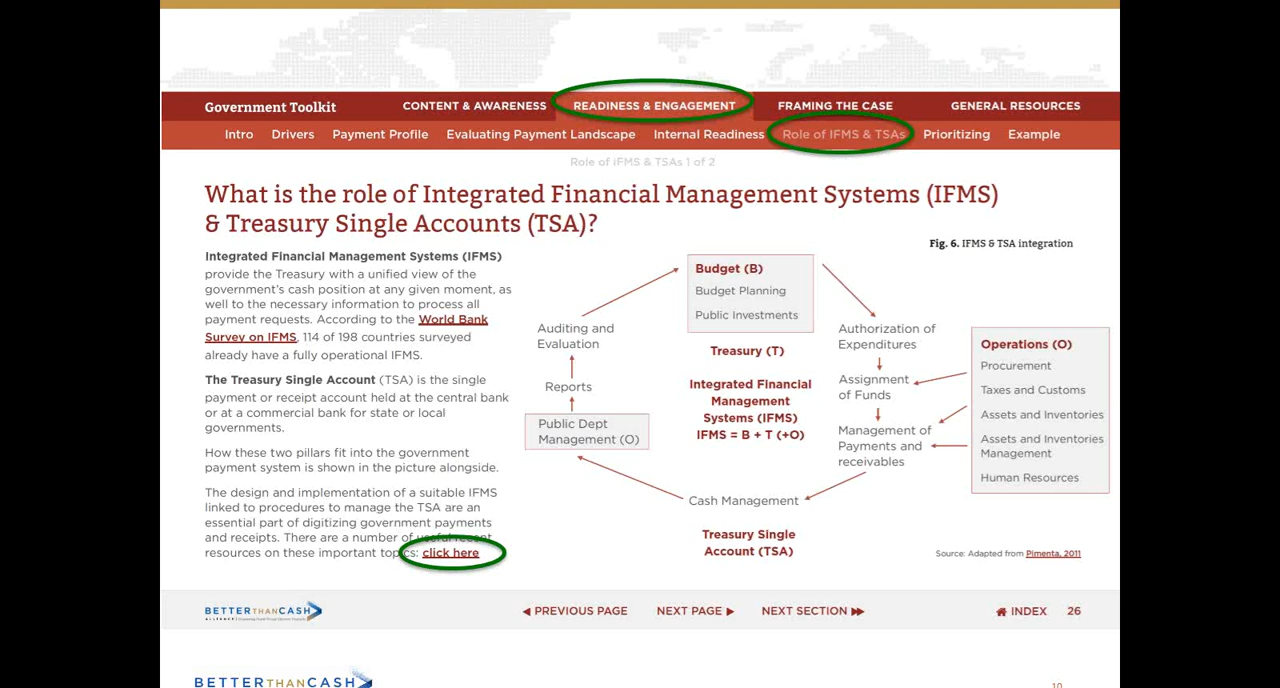 Government Toolkit
CONTENT & AWARENESS
READINESS & ENGAGEMENT
FRAMING THE CASE
GENERAL RESOURCES
Intro
Drivers
Payment Profile
Evaluating Payment Landscape
Internal Readiness
Role of IFMS & TSAs
Prioritizing
Example
Role of IFMS & TSAs 1 of 2
What is the role of Integrated Financial Management Systems (IFMS)
& Treasury Single Accounts (TSA)?
Integrated Financial Management Systems (IFMS)
provide the Treasury with a unified view of the
government's cash position at any given moment, as
well to the necessary information to process all
payment requests. According to the World Bank
Survey on IFMS, 114 of 198 countries surveyed
already have a fully operational IFMS.
The Treasury Single Account (TSA) is the single
payment or receipt account held at the central bank
or at a commercial bank for state or local
governments.
How these two pillars fit into the government
payment system is shown in the picture alongside.
The design and implementation of a suitable IFMS
linked to procedures to manage the TSA are an
essential part of digitizing government payments
and receipts. There are a number of useful recent
resources on these important topics: click here
Fig. 6. IFMS & TSA integration
Budget (B)
Budget Planning
Public Investments
Auditing and
Evaluation
Reports
Public Dept
Management (O)
Treasury (T)
Integrated Financial
Management
Systems (IFMS)
IFMS = B + T (+O)
Authorization of
Expenditures
Assignment
of Funds
Management of
Payments and
receivables
Operations (O)
Procurement
Taxes and Customs
Assets and Inventories
Assets and Inventories
Management
Human Resources
Cash Management
Treasury Single
Account (TSA)
Source: Adapted from Pimenta, 2011
BETTERTHANCASH
PREVIOUS PAGE
NEXT PAGE
NEXT SECTION
INDEX
26
BETTERTHANCASH
10